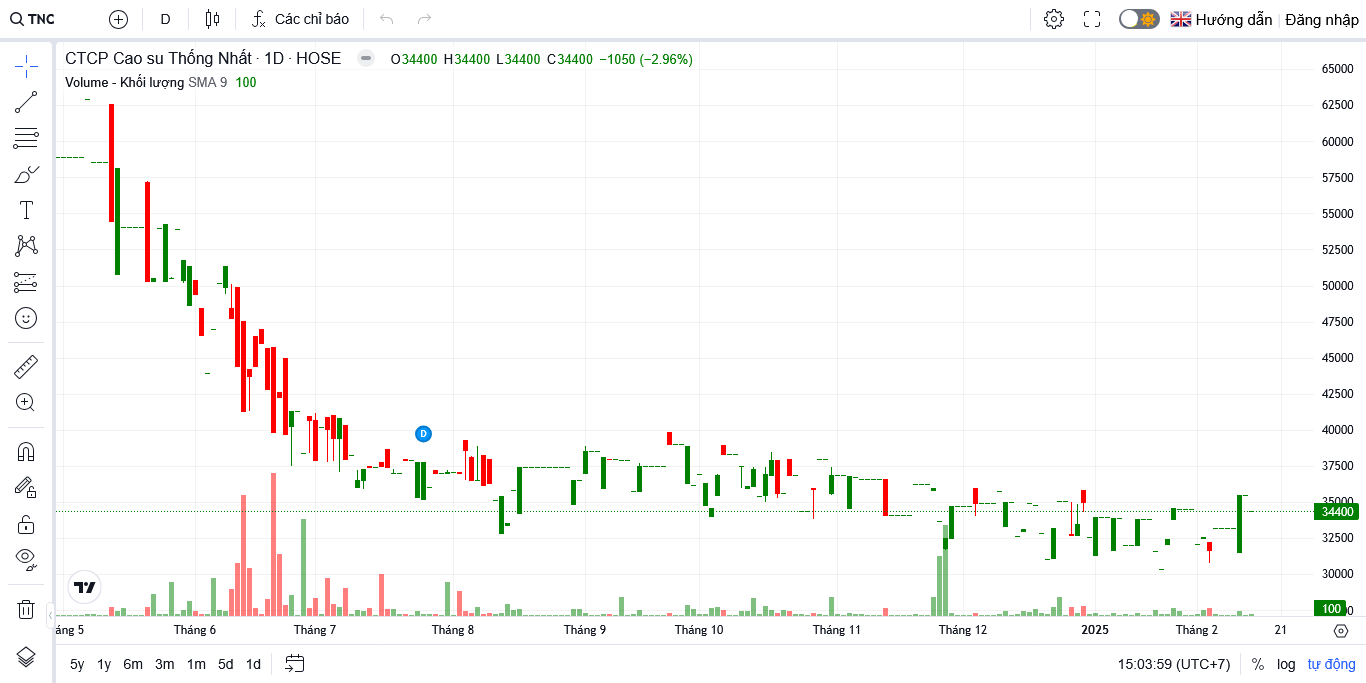 TNC D Các chỉ báo Hướng dẫn Đăng nhập
CTCP Cao su Thống Nhất · 1D · HOSE O34400 H34400 L34400 C34400 −1050 (−2.96%)
Volume - Khối lượng SMA 9 100
65000
62500
60000
57500
55000
52500
50000
47500
45000
42500
40000
37500
35000
34400
32500
30000
100
D
áng 5 Tháng 6 Tháng 7 Tháng 8 Tháng 9 Tháng 10 Tháng 11 Tháng 12 2025 Tháng 2 21
5y 1y 6m 3m 1m 5d 1d 15:03:59 (UTC+7) % log tự động